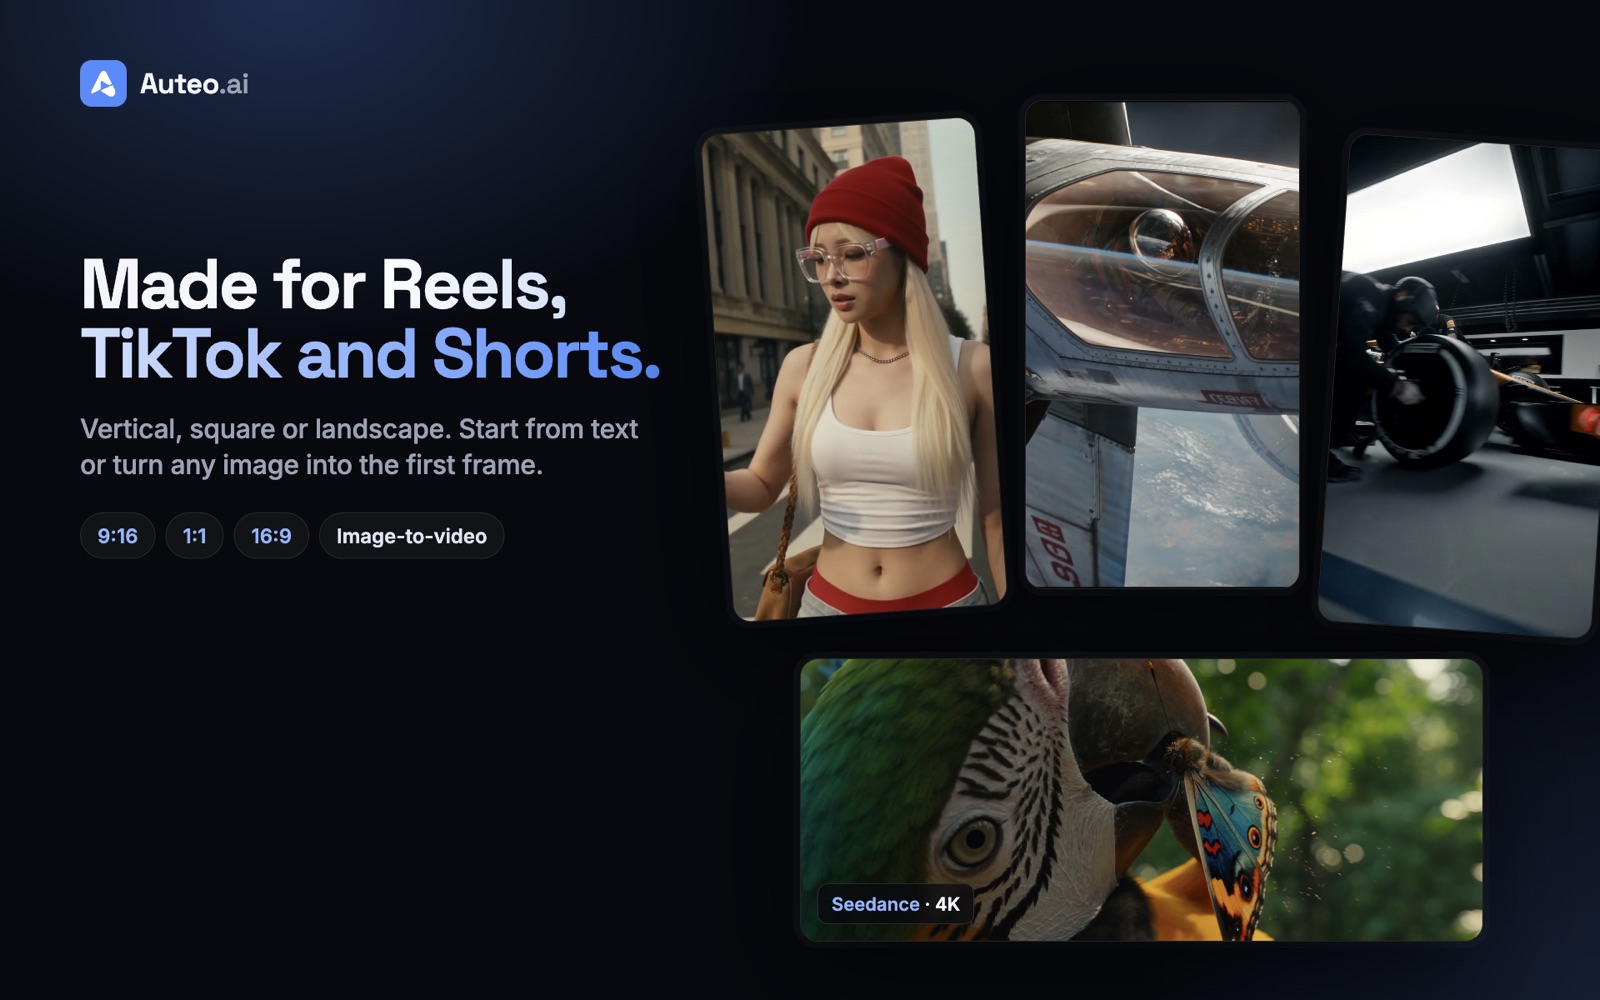 Auteo.ai
Made for Reels,
TikTok and Shorts.
Vertical, square or landscape. Start from text
or turn any image into the first frame.
9:16 1:1 16:9 Image-to-video
Seedance · 4K